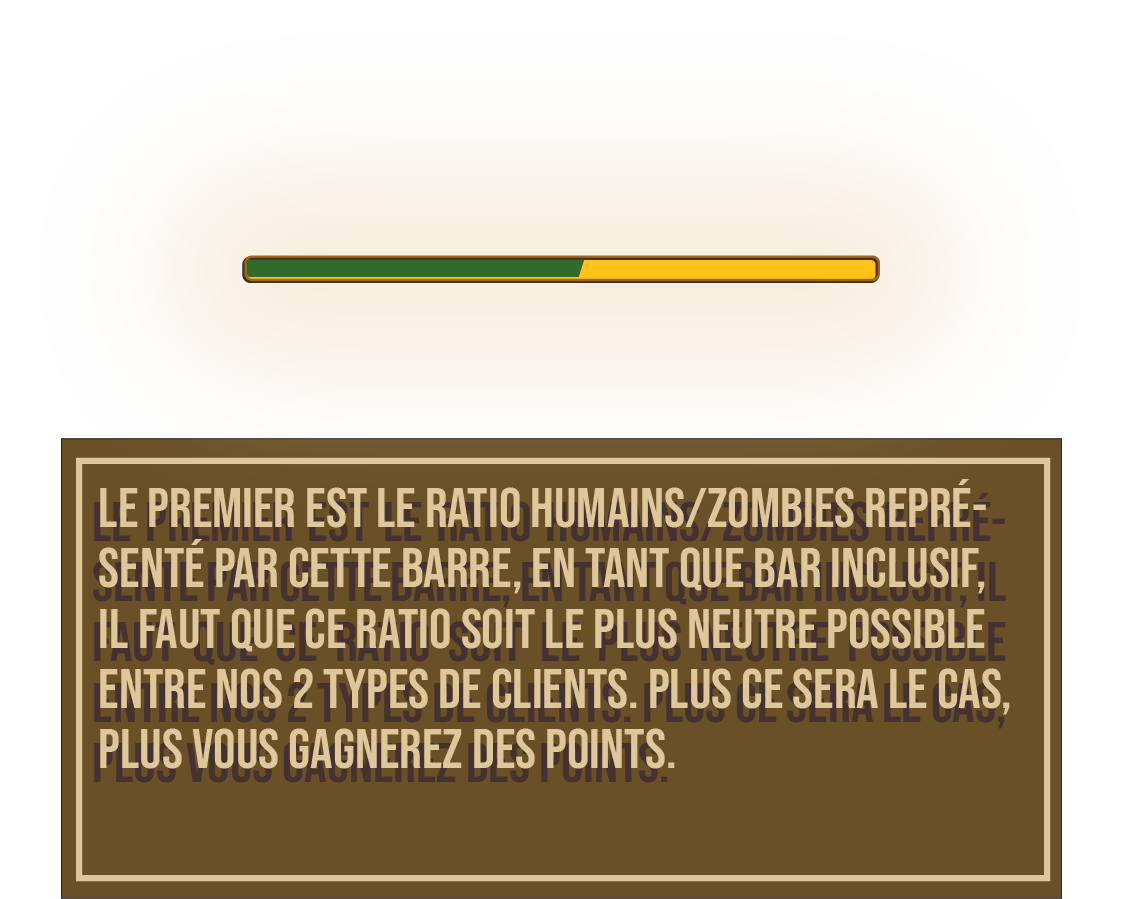 LE PREMIER EST LE RATIO HUMAINS/ZOMBIES REPRÉ-
SENTÉ PAR CETTE BARRE, EN TANT QUE BAR INCLUSIF,
IL FAUT QUE CE RATIO SOIT LE PLUS NEUTRE POSSIBLE
ENTRE NOS 2 TYPES DE CLIENTS. PLUS CE SERA LE CAS,
PLUS VOUS GAGNEREZ DES POINTS.